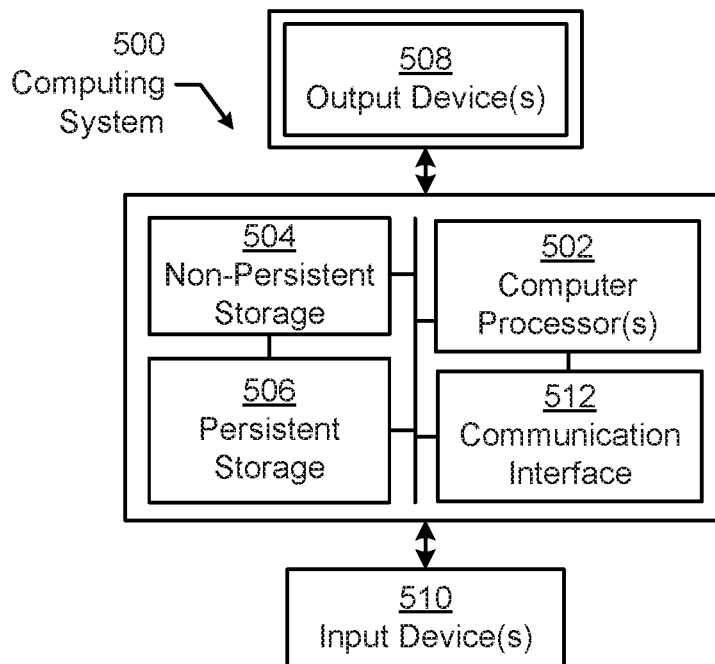 500
Computing
System
508
Output Device(s)
504
Non-Persistent
Storage
502
Computer
Processor(s)
506
Persistent
Storage
512
Communication
Interface
510
Input Device(s)